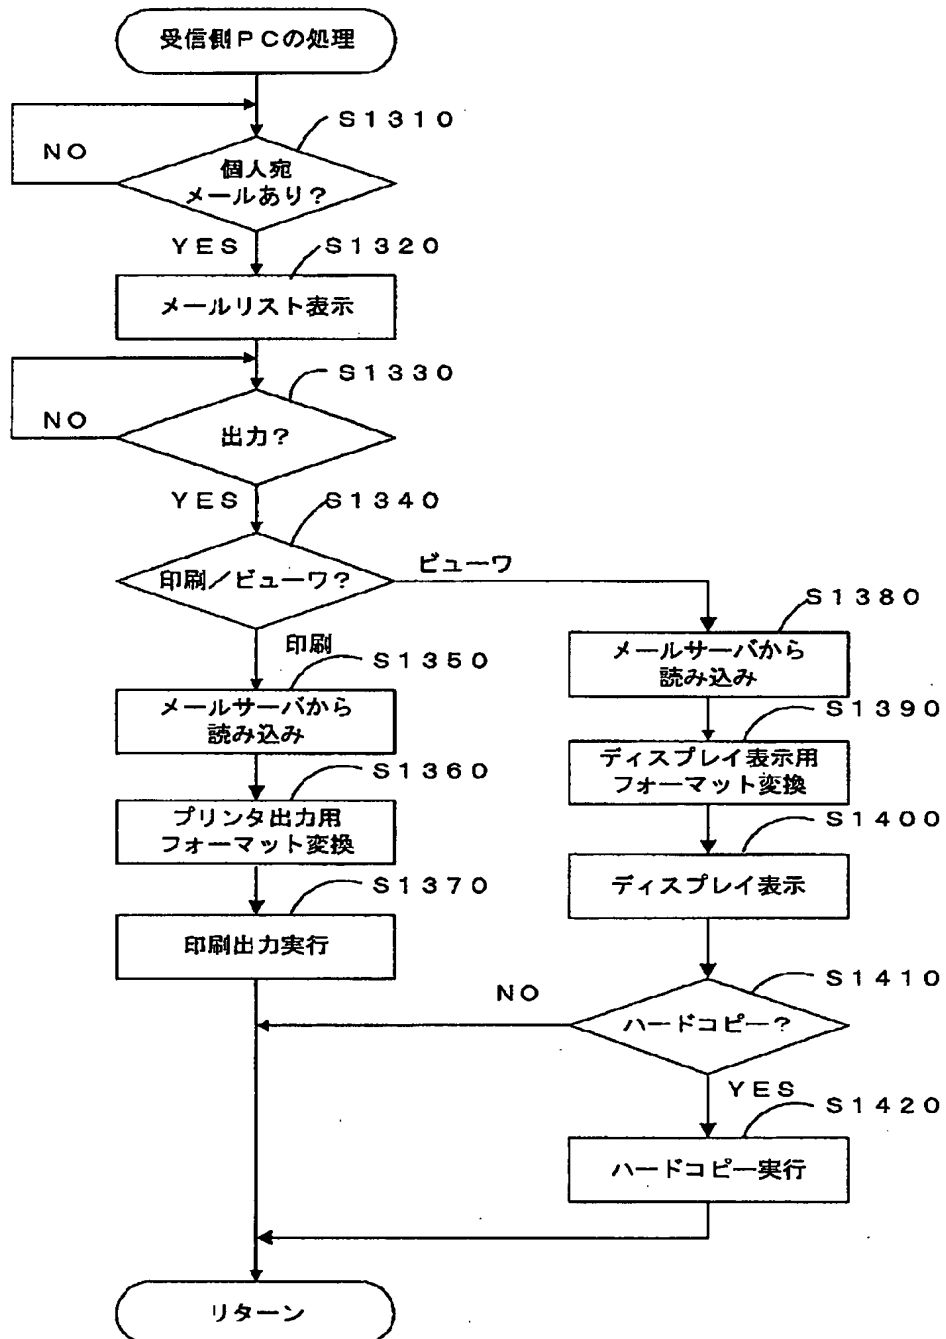 受信側PCの処理
S1310
NO
個人宛
メールあり?
YES
S1320
メールリスト表示
S1330
NO
出力?
YES
S1340
印刷/ビューワ?
ビューワ
印刷
S1350
メールサーバから
読み込み
S1360
プリンタ出力用
フォーマット変換
S1370
印刷出力実行
S1380
メールサーバから
読み込み
S1390
ディスプレイ表示用
フォーマット変換
S1400
ディスプレイ表示
S1410
NO
ハードコピー?
YES
S1420
ハードコピー実行
リターン